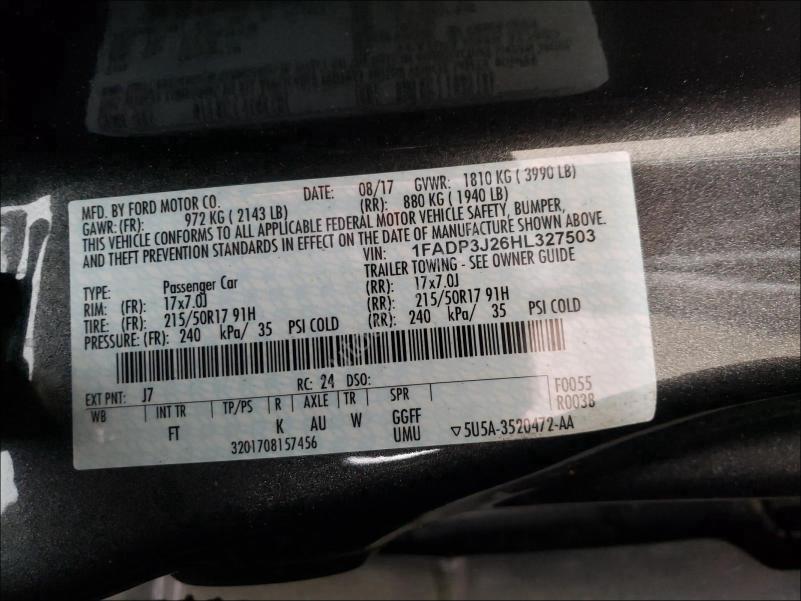 MFD. BY FORD MOTOR CO. DATE: 08/17 GVWR: 1810 KG ( 3990 LB)
GAWR: (FR): 972 KG ( 2143 LB) (RR): 880 KG ( 1940 LB)
THIS VEHICLE CONFORMS TO ALL APPLICABLE FEDERAL MOTOR VEHICLE SAFETY, BUMPER,
AND THEFT PREVENTION STANDARDS IN EFFECT ON THE DATE OF MANUFACTURE SHOWN ABOVE.
VIN: 1FADP3J26HL327503
TYPE: Passenger Car TRAILER TOWING - SEE OWNER GUIDE
RIM: (FR): 17x7.0J (RR): 17x7.0J
TIRE: (FR): 215/50R17 91H (RR): 215/50R17 91H
PRESSURE: (FR): 240 kPa/ 35 PSI COLD (RR): 240 kPa/ 35 PSI COLD
EXT PNT: J7 RC: 24 DSO: F0055
WB INT TR TP/PS R AXLE TR SPR R0038
FT K AU W GGFF
3201708157456 UMU ▽5U5A-3520472-AA